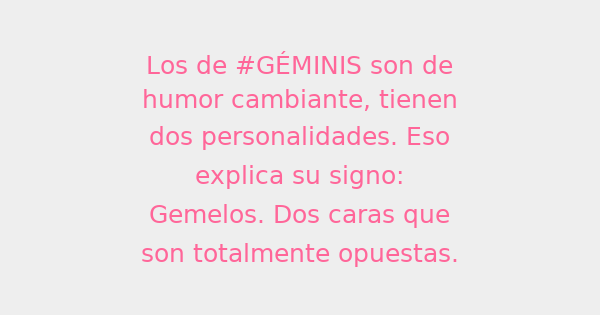 Los de #GÉMINIS son de
humor cambiante, tienen
dos personalidades. Eso
explica su signo:
Gemelos. Dos caras que
son totalmente opuestas.